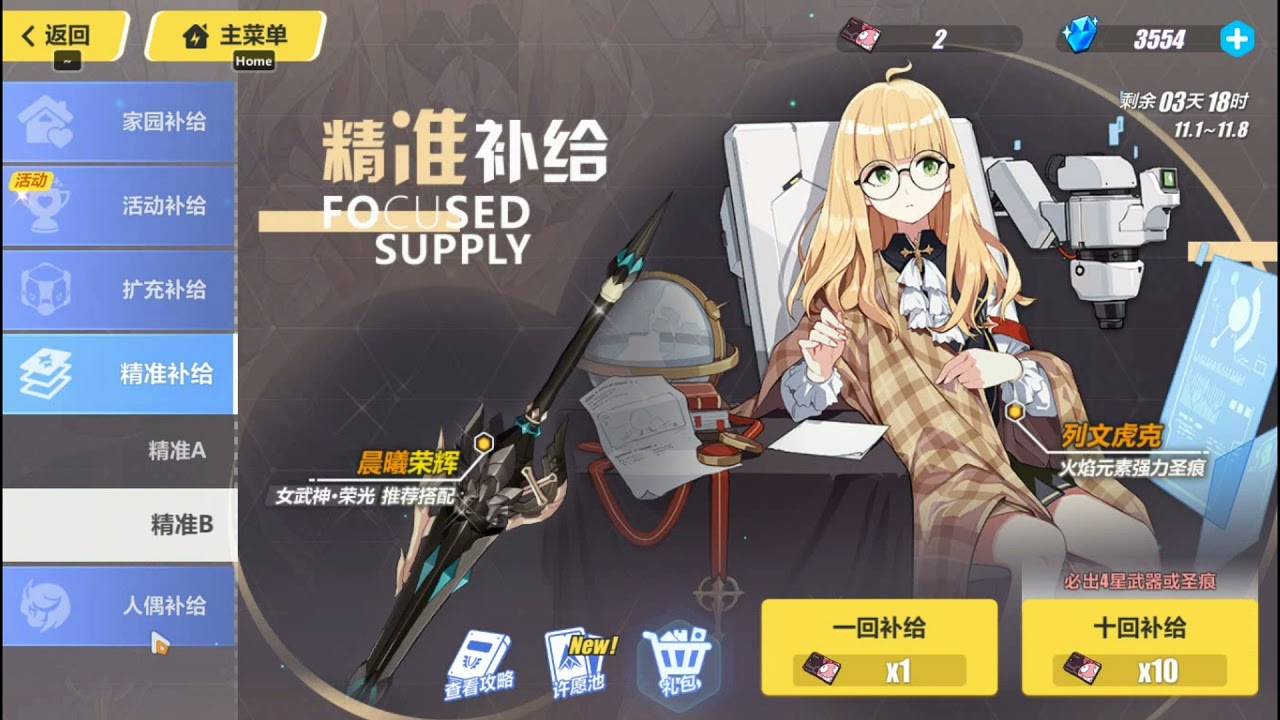 返回
~
主菜单
Home
2
3554
剩余03天18时
11.1~11.8
家园补给
活动
活动补给
扩充补给
精准补给
精准A
精准B
人偶补给
精准补给
FOCUSED
SUPPLY
晨曦荣辉
女武神·荣光 推荐搭配
列文虎克
火焰元素强力圣痕
查看攻略
New!
许愿池
礼包
一回补给
x1
必出4星武器或圣痕
十回补给
x10